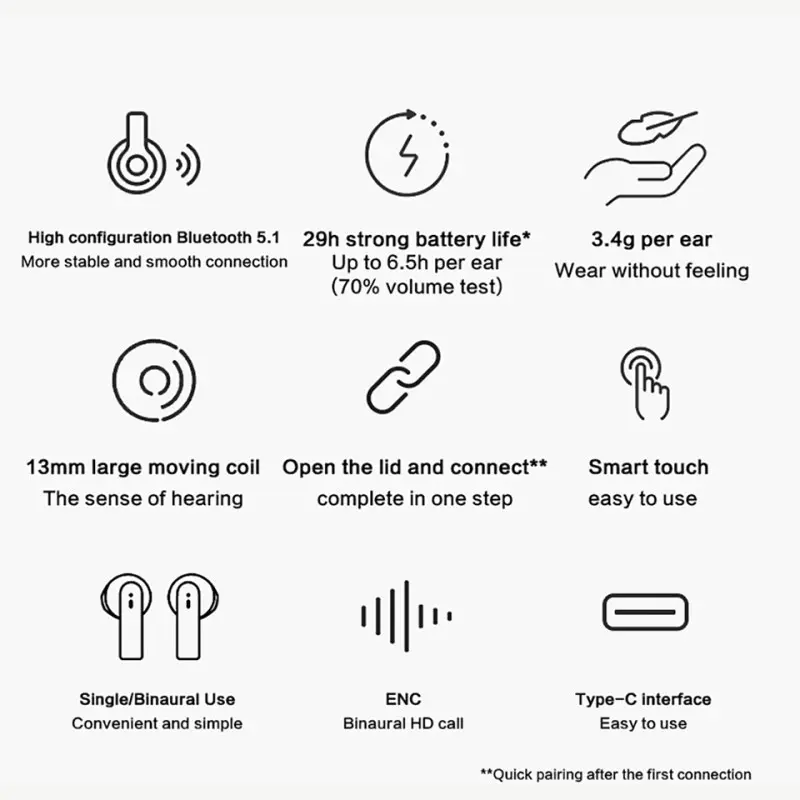 High configuration Bluetooth 5.1
More stable and smooth connection
29h strong battery life*
Up to 6.5h per ear
(70% volume test)
3.4g per ear
Wear without feeling
13mm large moving coil
The sense of hearing
Open the lid and connect**
complete in one step
Smart touch
easy to use
Single/Binaural Use
Convenient and simple
ENC
Binaural HD call
Type-C interface
Easy to use
**Quick pairing after the first connection